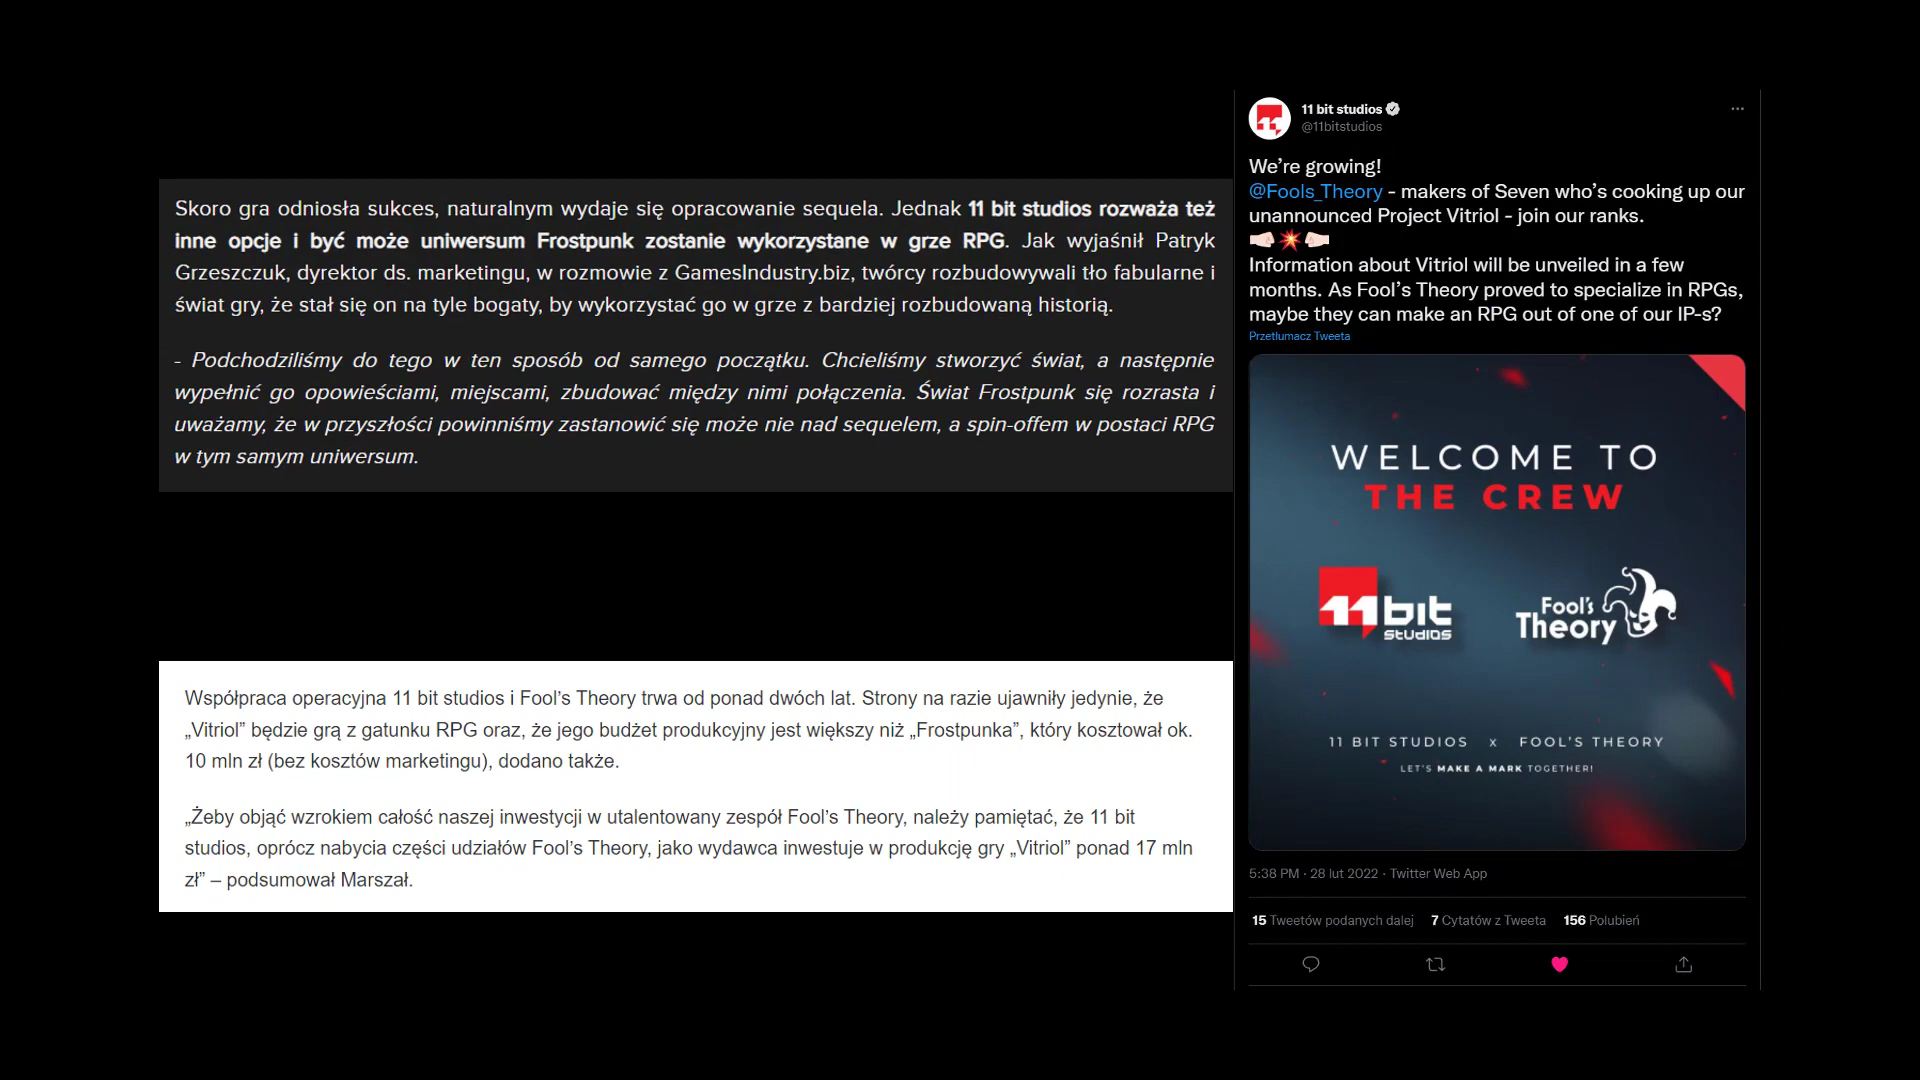 Skoro gra odniosła sukces, naturalnym wydaje się opracowanie sequela. Jednak 11 bit studios rozważa też
inne opcje i być może uniwersum Frostpunk zostanie wykorzystane w grze RPG. Jak wyjaśnił Patryk
Grzeszczuk, dyrektor ds. marketingu, w rozmowie z GamesIndustry.biz, twórcy rozbudowywali tło fabularne i
świat gry, że stał się on na tyle bogaty, by wykorzystać go w grze z bardziej rozbudowaną historią.
- Podchodziliśmy do tego w ten sposób od samego początku. Chcieliśmy stworzyć świat, a następnie
wypełnić go opowieściami, miejscami, zbudować między nimi połączenia. Świat Frostpunk się rozrasta i
uważamy, że w przyszłości powinniśmy zastanowić się może nie nad sequelem, a spin-offem w postaci RPG
w tym samym uniwersum.
Współpraca operacyjna 11 bit studios i Fool’s Theory trwa od ponad dwóch lat. Strony na razie ujawniły jedynie, że
„Vitriol” będzie grą z gatunku RPG oraz, że jego budżet produkcyjny jest większy niż „Frostpunka”, który kosztował ok.
10 mln zł (bez kosztów marketingu), dodano także.
„Żeby objąć wzrokiem całość naszej inwestycji w utalentowany zespół Fool’s Theory, należy pamiętać, że 11 bit
studios, oprócz nabycia części udziałów Fool’s Theory, jako wydawca inwestuje w produkcję gry „Vitriol” ponad 17 mln
zł” – podsumował Marszał.
11 bit studios
@11bitstudios
We’re growing!
@Fools_Theory - makers of Seven who’s cooking up our
unannounced Project Vitriol - join our ranks.
Information about Vitriol will be unveiled in a few
months. As Fool’s Theory proved to specialize in RPGs,
maybe they can make an RPG out of one of our IP-s?
Przetłumacz Tweeta
WELCOME TO
THE CREW
11 bit STUDIOS
Fool's Theory
11 BIT STUDIOS x FOOL'S THEORY
LET'S MAKE A MARK TOGETHER!
5:38 PM · 28 lut 2022 · Twitter Web App
15 Tweetów podanych dalej 7 Cytatów z Tweeta 156 Polubień